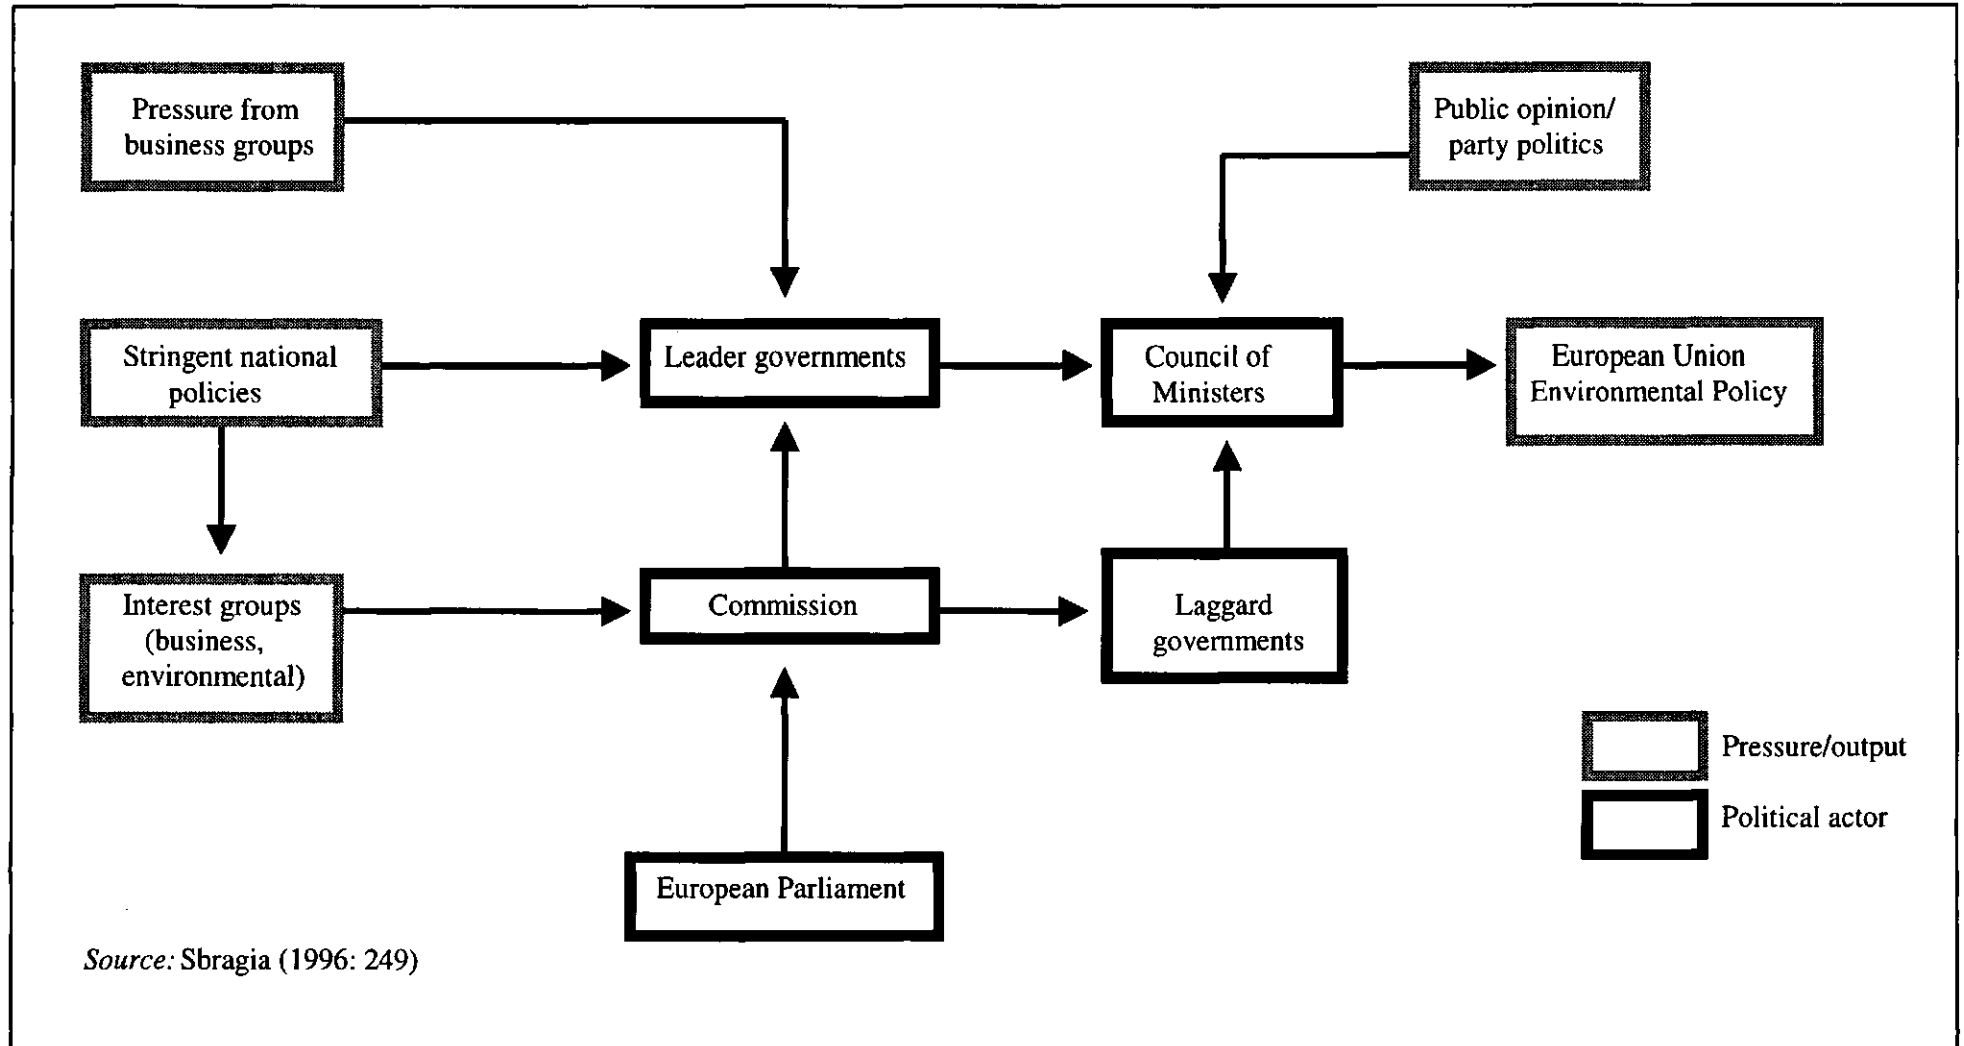 Pressure from
business groups
Public opinion/
party politics
Stringent national
policies
Leader governments
Council of
Ministers
European Union
Environmental Policy
Interest groups
(business,
environmental)
Commission
Laggard
governments
Pressure/output
Political actor
European Parliament
Source: Sbragia (1996: 249)